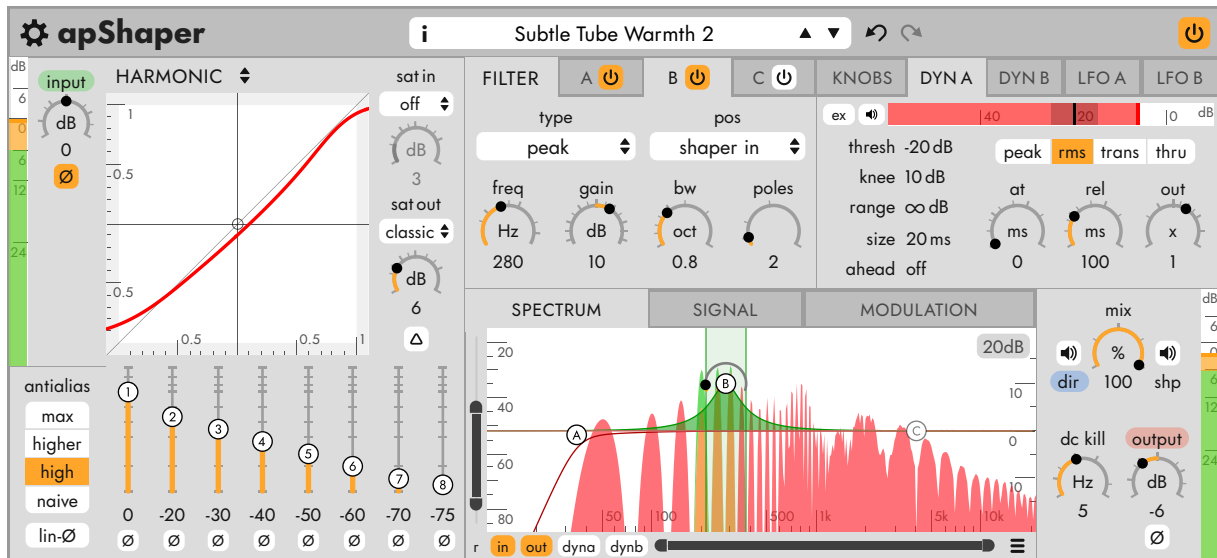 apShaper
i Subtle Tube Warmth 2
dB
6
0
6
12
24
input
dB
0
Ø
HARMONIC
1
0.5
0.5
0.5
0.5
1
sat in
off
dB
3
sat out
classic
dB
6
antialias
max
higher
high
naive
lin-Ø
1 2 3 4 5 6 7 8
0 -20 -30 -40 -50 -60 -70 -75
Ø Ø Ø Ø Ø Ø Ø Ø
FILTER A B C
type pos
peak shaper in
freq gain bw poles
Hz dB oct
280 10 0.8 2
KNOBS DYN A DYN B LFO A LFO B
ex 40 20 0 dB
thresh -20 dB
knee 10 dB
range ∞ dB
size 20 ms
ahead off
peak rms trans thru
at rel out
ms ms x
0 100 1
SPECTRUM SIGNAL MODULATION
20 20dB
40 10
60 0
80 10
A B C
50 100 500 1k 5k 10k
r in out dyna dynb
mix
%
dir 100 shp
dc kill output
Hz dB
5 -6
Ø
dB
6
0
6
12
24